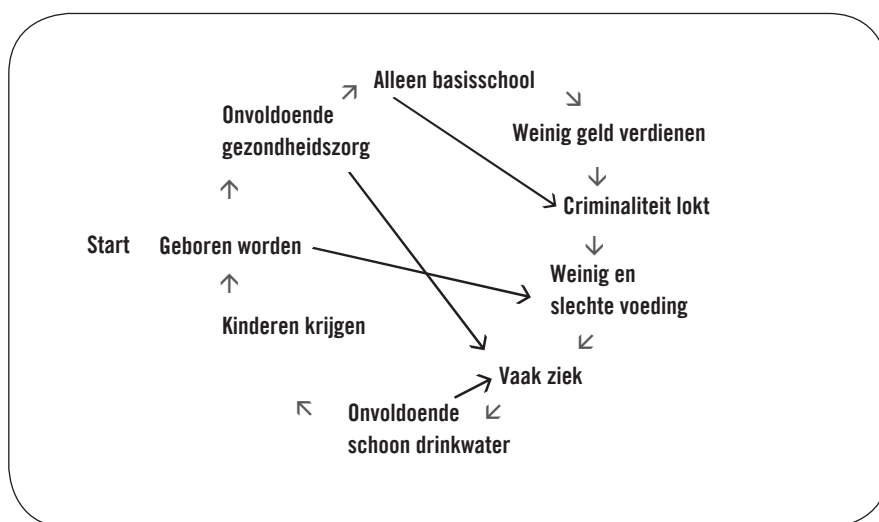 Alleen basisschool
Onvoldoende
gezondheidszorg
Weinig geld verdienen
Criminaliteit lokt
Start
Geboren worden
Weinig en
slechte voeding
Kinderen krijgen
Vaak ziek
Onvoldoende
schoon drinkwater